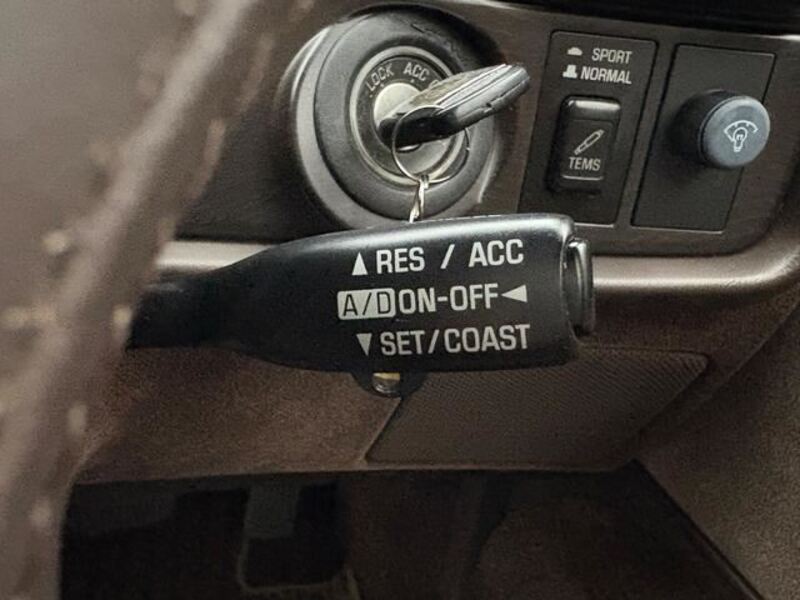 LOCK ACC
SPORT
NORMAL
TEMS
▲RES / ACC
A/D ON-OFF◄
▼SET/COAST